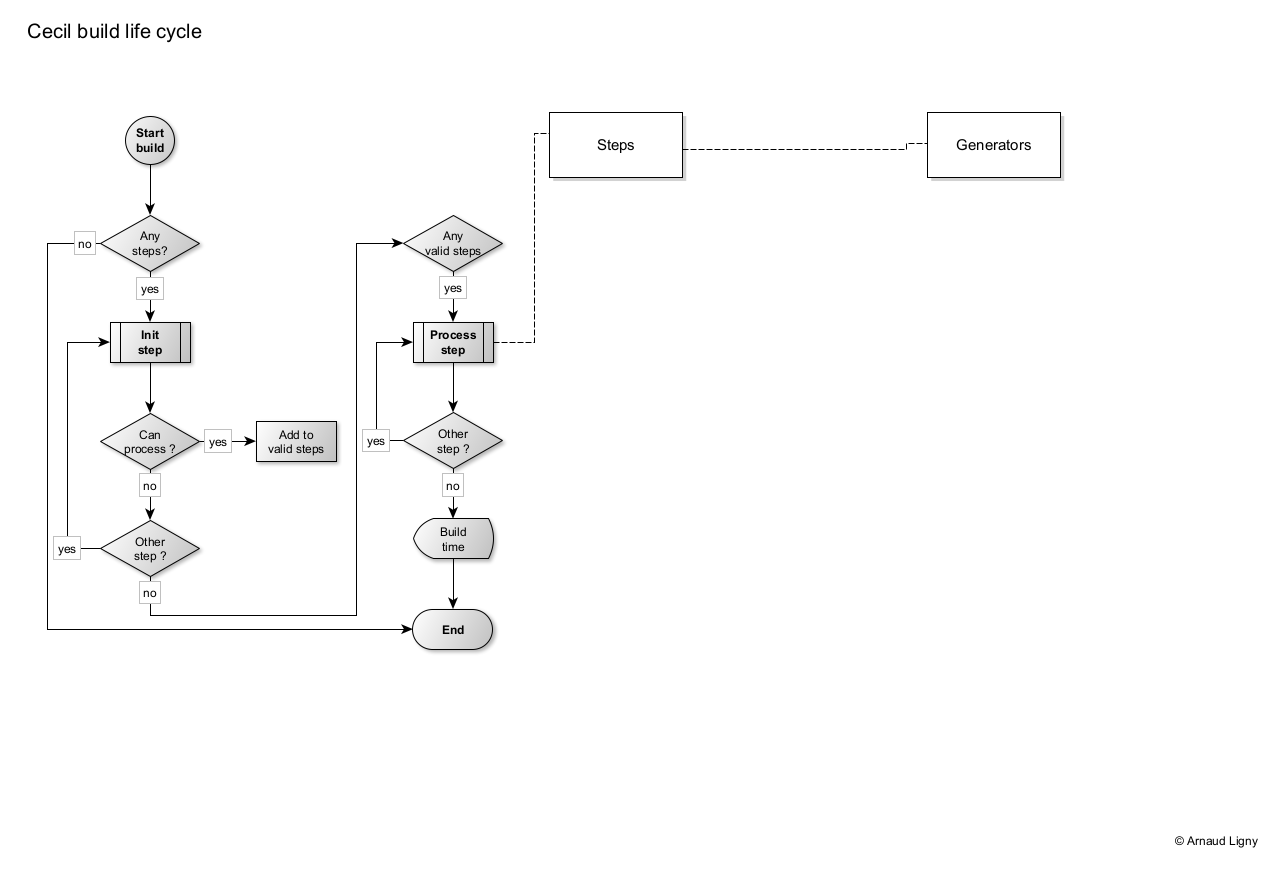 Cecil build life cycle
Start
build
Any
steps?
no
yes
Init
step
Can
process ?
yes
Add to
valid steps
no
Other
step ?
yes
no
Any
valid steps
yes
Process
step
Other
step ?
yes
no
Build
time
End
Steps
Generators
© Arnaud Ligny